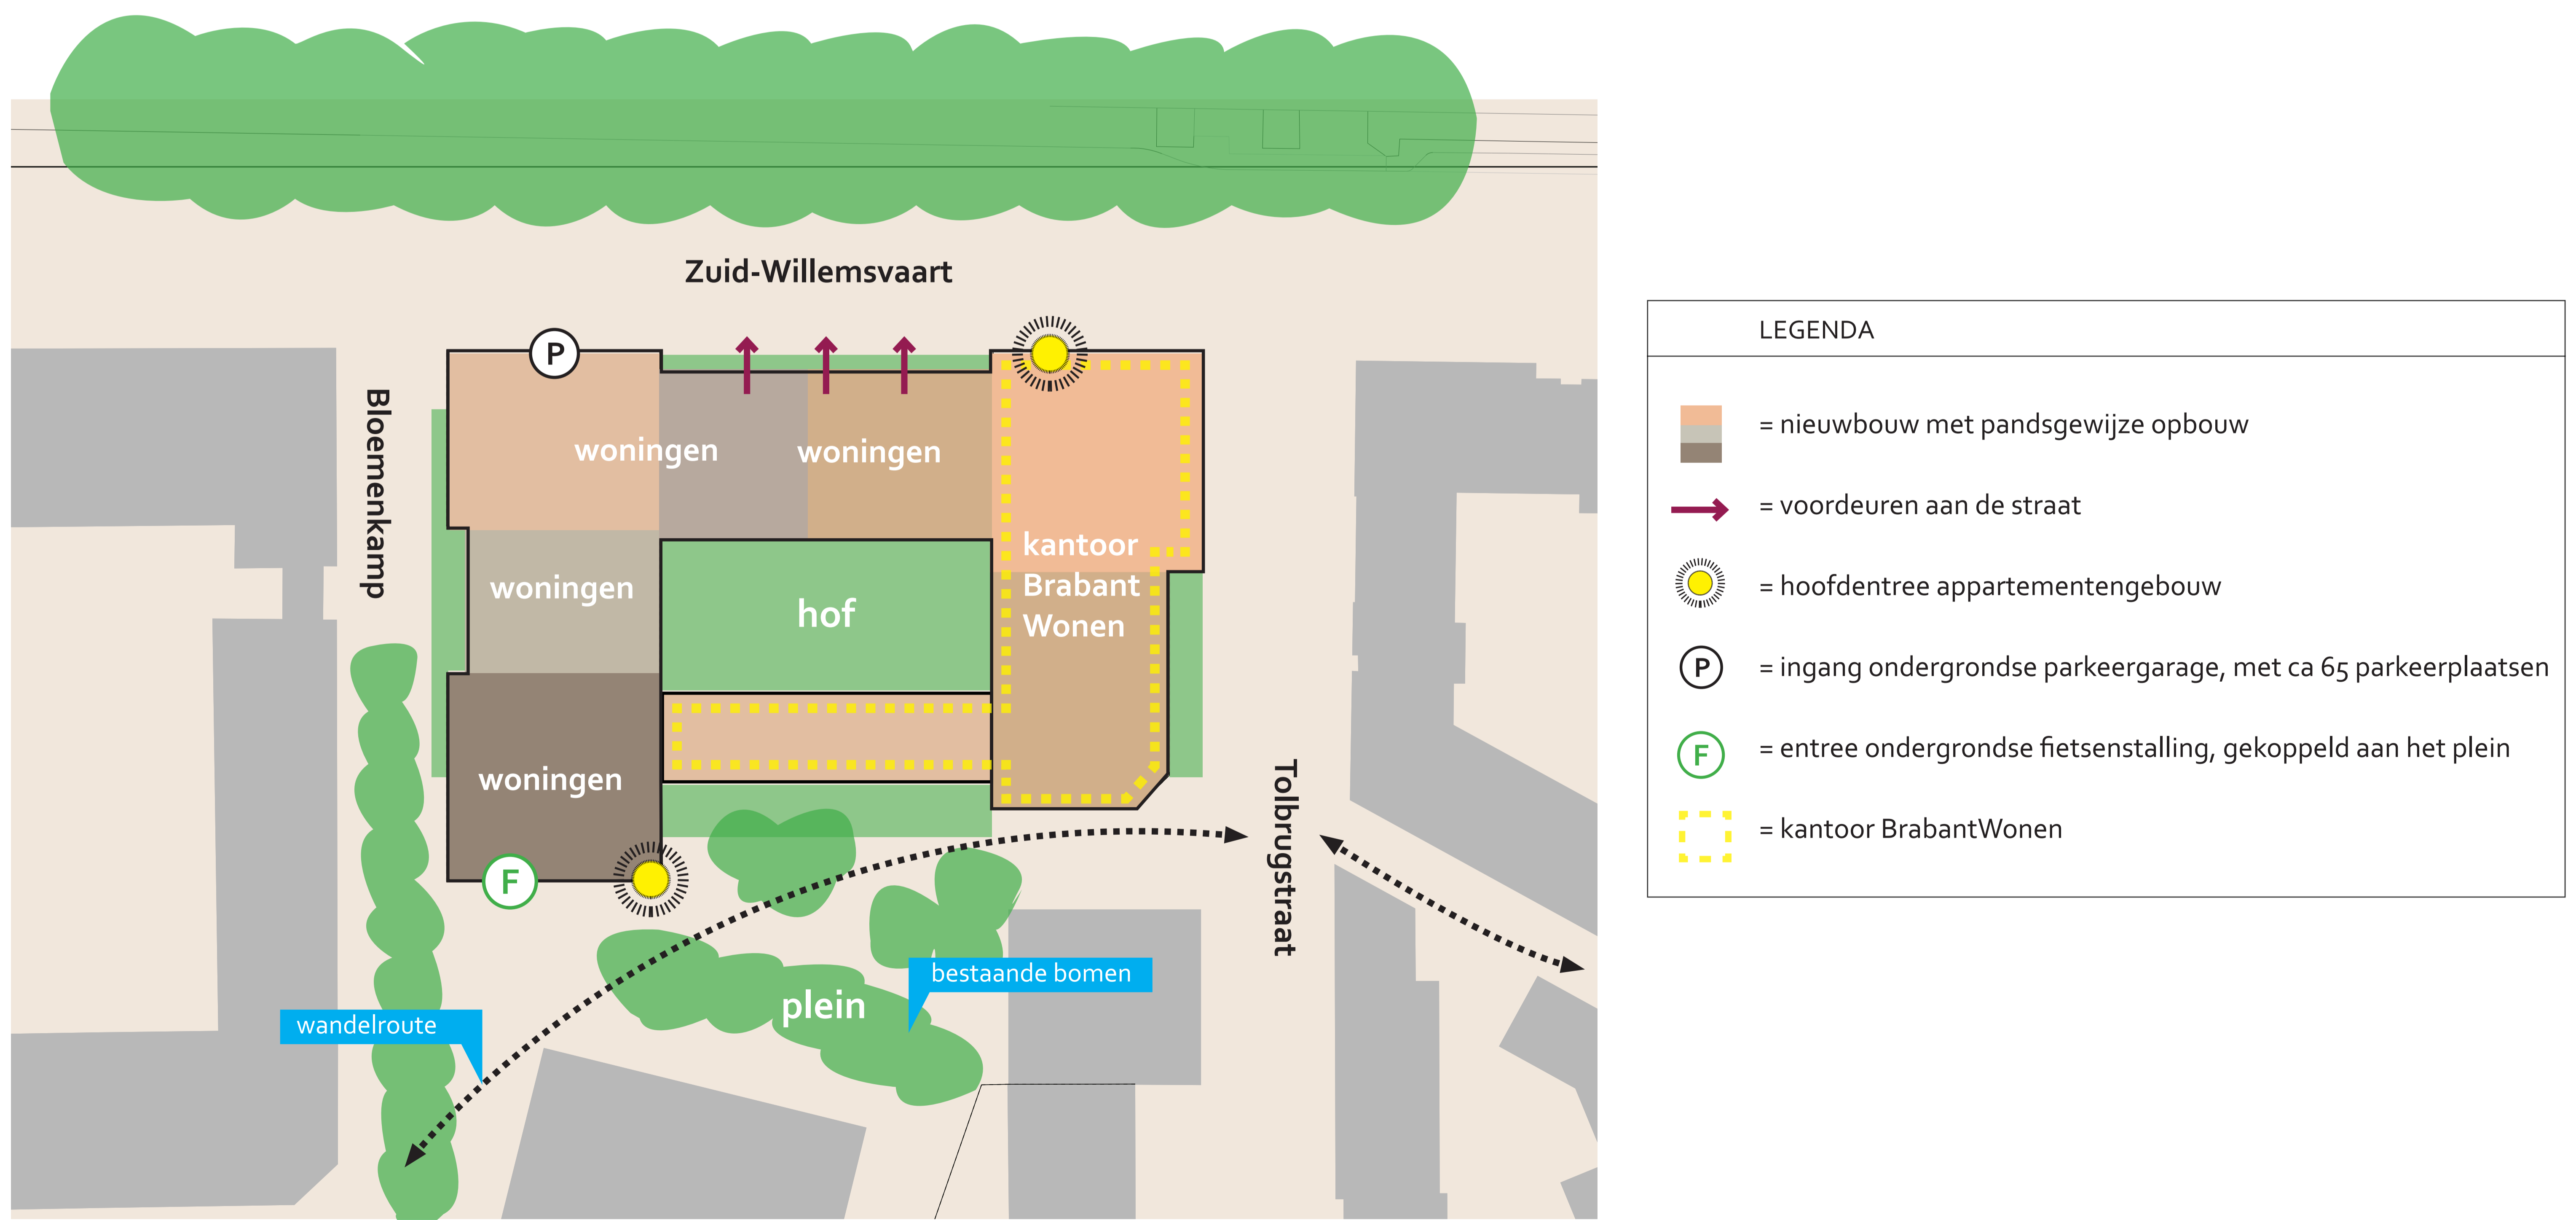 Zuid-Willemsvaart
P
Bloemenkamp
woningen
woningen
kantoor
Brabant
Wonen
woningen
hof
woningen
F
Tolbrugstraat
bestaande bomen
plein
wandelroute
LEGENDA
= nieuwbouw met pandsgewijze opbouw
= voordeuren aan de straat
= hoofdentree appartementengebouw
P = ingang ondergrondse parkeergarage, met ca 65 parkeerplaatsen
F = entree ondergrondse fietsenstalling, gekoppeld aan het plein
= kantoor BrabantWonen